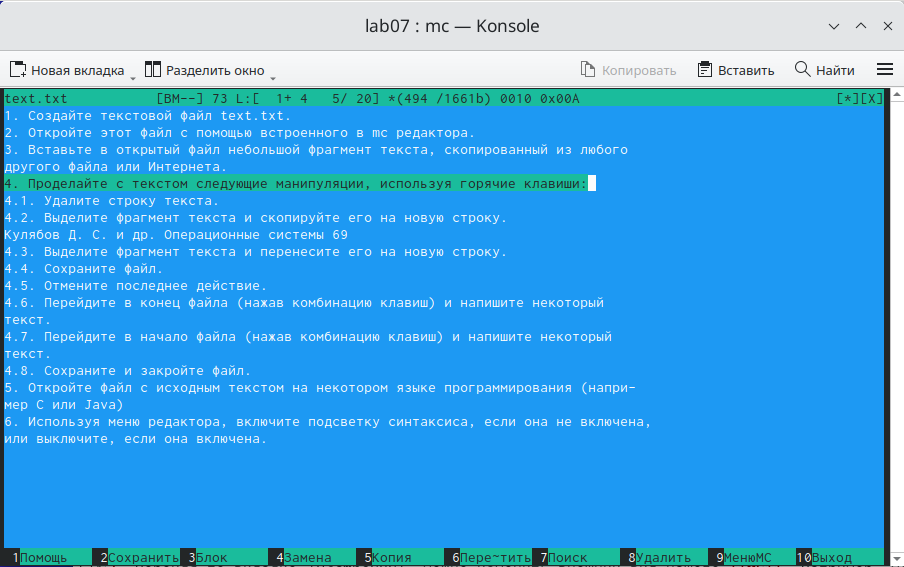 lab07 : mc — Konsole
Новая вкладка Разделить окно Копировать Вставить Найти
text.txt [BM--] 73 L:[ 1+ 4 5/ 20] *(494 /1661b) 0010 0x00A [*][X]
1. Создайте текстовой файл text.txt.
2. Откройте этот файл с помощью встроенного в mc редактора.
3. Вставьте в открытый файл небольшой фрагмент текста, скопированный из любого
другого файла или Интернета.
4. Проделайте с текстом следующие манипуляции, используя горячие клавиши:
4.1. Удалите строку текста.
4.2. Выделите фрагмент текста и скопируйте его на новую строку.
Кулябов Д. С. и др. Операционные системы 69
4.3. Выделите фрагмент текста и перенесите его на новую строку.
4.4. Сохраните файл.
4.5. Отмените последнее действие.
4.6. Перейдите в конец файла (нажав комбинацию клавиш) и напишите некоторый
текст.
4.7. Перейдите в начало файла (нажав комбинацию клавиш) и напишите некоторый
текст.
4.8. Сохраните и закройте файл.
5. Откройте файл с исходным текстом на некотором языке программирования (напри–
мер C или Java)
6. Используя меню редактора, включите подсветку синтаксиса, если она не включена,
или выключите, если она включена.
1Помощь 2Сохранить 3Блок 4Замена 5Копия 6Пере~тить 7Поиск 8Удалить 9МенюMC 10Выход